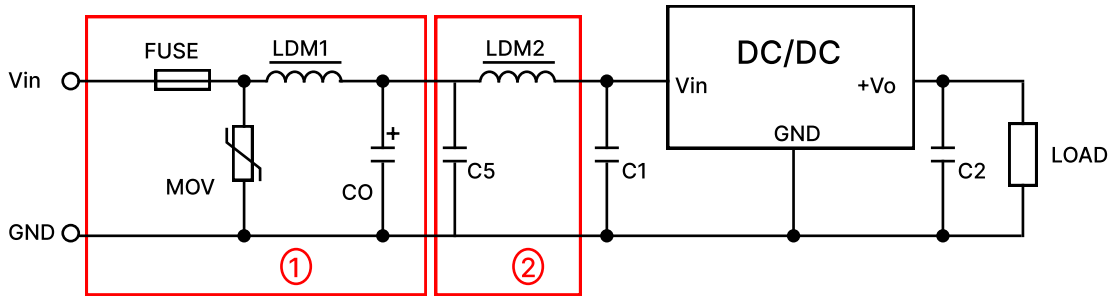 FUSE
LDM1
LDM2
DC/DC
Vin
Vin
+Vo
+
GND
MOV
CO
C5
C1
C2
LOAD
GND
1
2